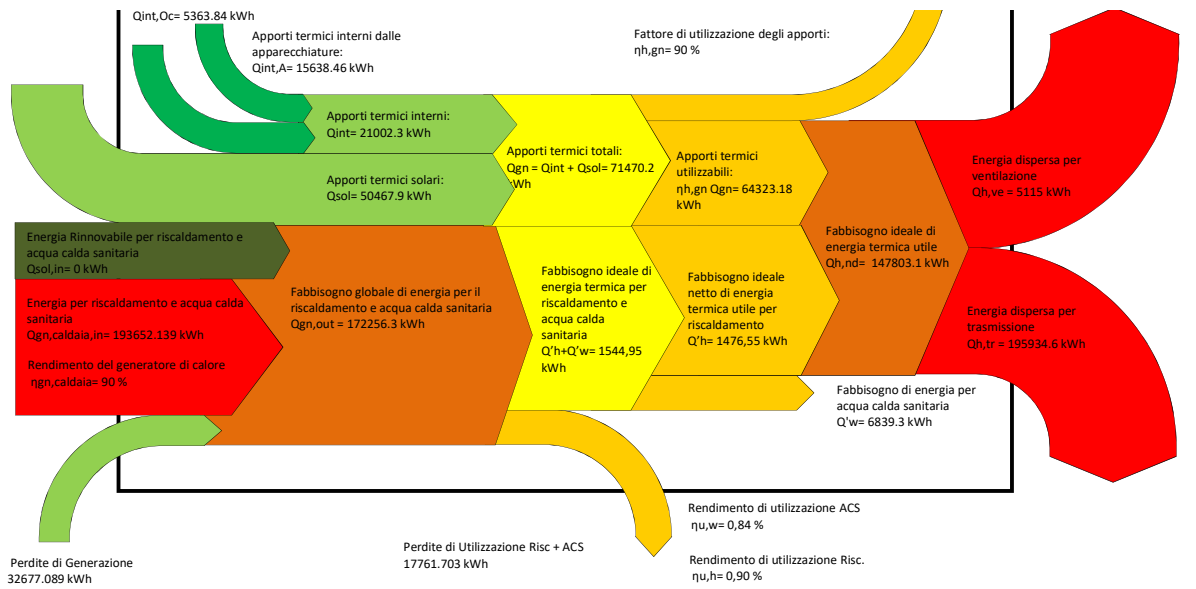 Qint,Oc= 5363.84 kWh
Apporti termici interni dalle
apparecchiature:
Qint,A= 15638.46 kWh
Fattore di utilizzazione degli apporti:
ηh,gn= 90 %
Apporti termici interni:
Qint= 21002.3 kWh
Apporti termici solari:
Qsol= 50467.9 kWh
Apporti termici totali:
Qgn = Qint + Qsol= 71470.2
kWh
Apporti termici
utilizzabili:
ηh,gn Qgn= 64323.18
kWh
Energia dispersa per
ventilazione
Qh,ve = 5115 kWh
Fabbisogno ideale di
energia termica utile
Qh,nd=  147803.1 kWh
Energia Rinnovabile per riscaldamento e
acqua calda sanitaria
Qsol,in= 0 kWh
Energia per riscaldamento e acqua calda
sanitaria
Qgn,caldaia,in= 193652.139 kWh
Rendimento del generatore di calore
ηgn,caldaia= 90 %
Fabbisogno globale di energia per il
riscaldamento e acqua calda sanitaria
Qgn,out = 172256.3 kWh
Fabbisogno ideale di
energia termica per
riscaldamento e
acqua calda
sanitaria
Q’h+Q’w= 1544,95
kWh
Fabbisogno ideale
netto di energia
termica utile per
riscaldamento
Q’h= 1476,55 kWh
Energia dispersa per
trasmissione
Qh,tr = 195934.6 kWh
Fabbisogno di energia per
acqua calda sanitaria
Q'w= 6839.3 kWh
Perdite di Generazione
32677.089 kWh
Perdite di Utilizzazione Risc + ACS
17761.703 kWh
Rendimento di utilizzazione ACS
ηu,w= 0,84 %
Rendimento di utilizzazione Risc.
ηu,h= 0,90 %